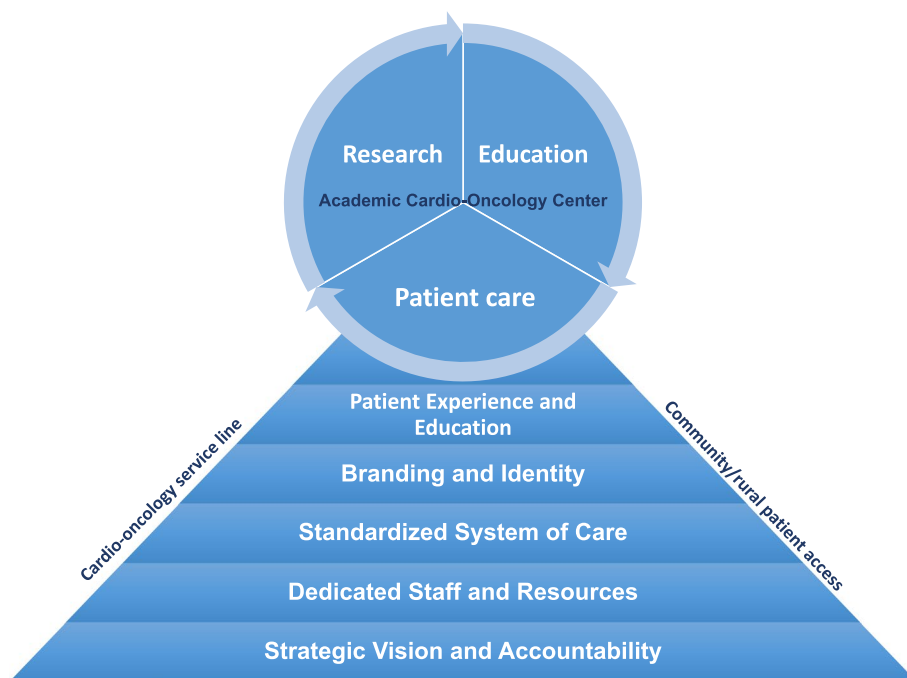 Research
Education
Academic Cardio-Oncology Center
Patient care
Patient Experience and
Education
Branding and Identity
Standardized System of Care
Dedicated Staff and Resources
Strategic Vision and Accountability
Cardio-oncology service line
Community/rural patient access